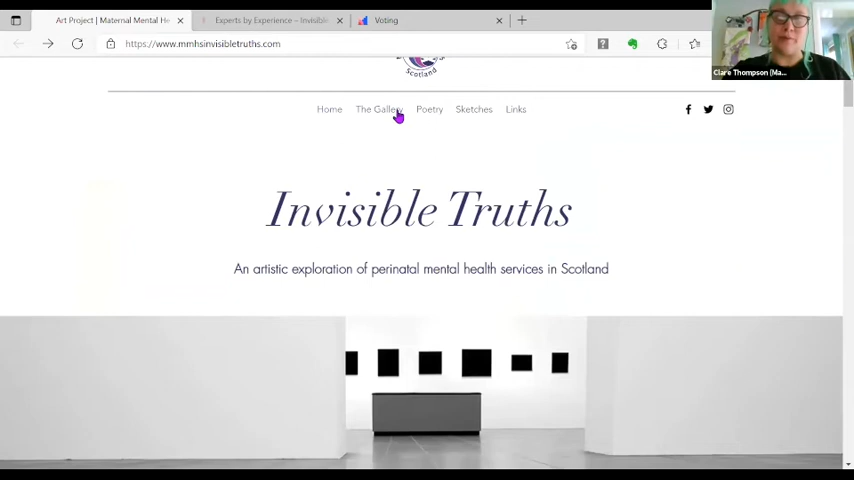 Art Project | Maternal Mental He
Experts by Experience – Invisible
Voting
https://www.mmhsinvisibletruths.com
Clare Thompson (Ma...
Scotland
Home The Gallery Poetry Sketches Links
Invisible Truths
An artistic exploration of perinatal mental health services in Scotland